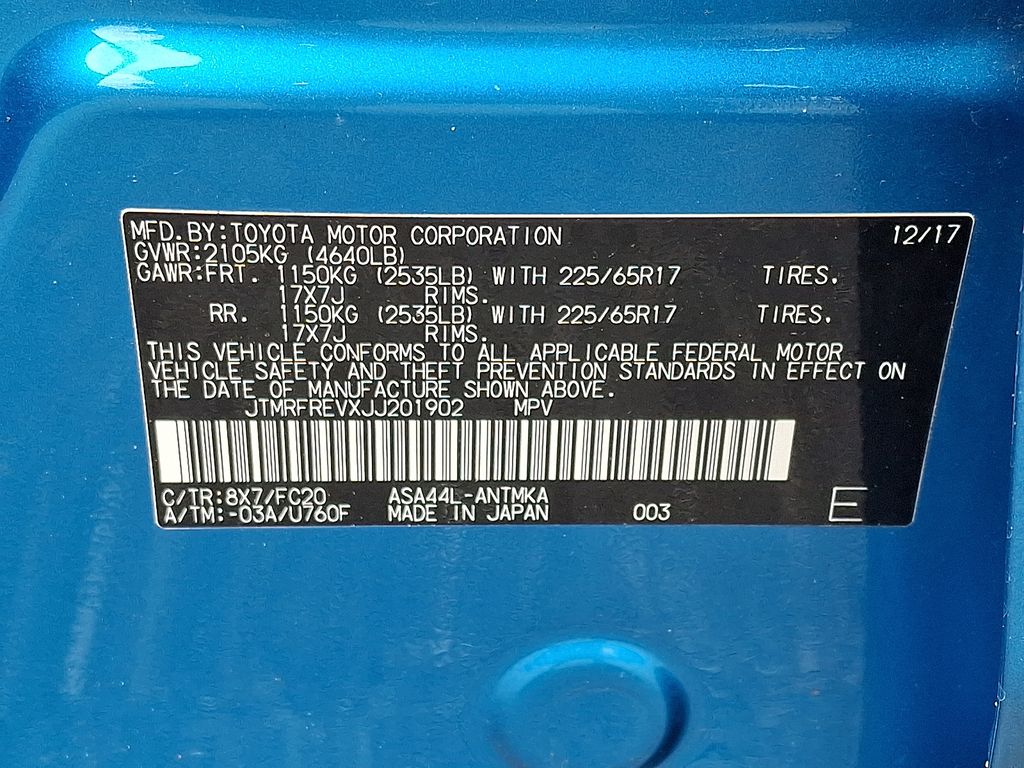 MFD.BY:TOYOTA MOTOR CORPORATION 12/17
GVWR:2105KG (4640LB)
GAWR:FRT. 1150KG (2535LB) WITH 225/65R17 TIRES.
17X7J RIMS.
RR. 1150KG (2535LB) WITH 225/65R17 TIRES.
17X7J RIMS.
THIS VEHICLE CONFORMS TO ALL APPLICABLE FEDERAL MOTOR
VEHICLE SAFETY AND THEFT PREVENTION STANDARDS IN EFFECT ON
THE DATE OF MANUFACTURE SHOWN ABOVE.
JTMRFREVXJJ201902 MPV
C/TR:8X7/FC20 ASA44L-ANTMKA
A/TM:-03A/U760F MADE IN JAPAN 003 E